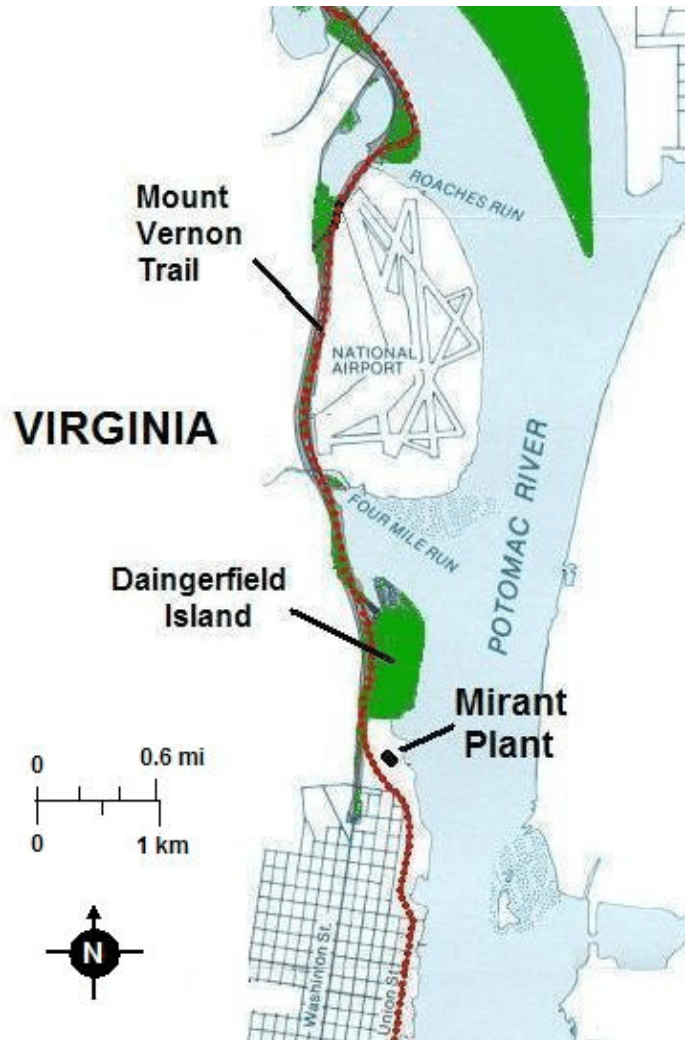 ROACHES RUN
Mount
Vernon
Trail
NATIONAL
AIRPORT
VIRGINIA
POTOMAC RIVER
FOUR MILE RUN
Daingerfield
Island
Mirant
Plant
0 0.6 mi
0 1 km
N
Washinton St.
Union St.